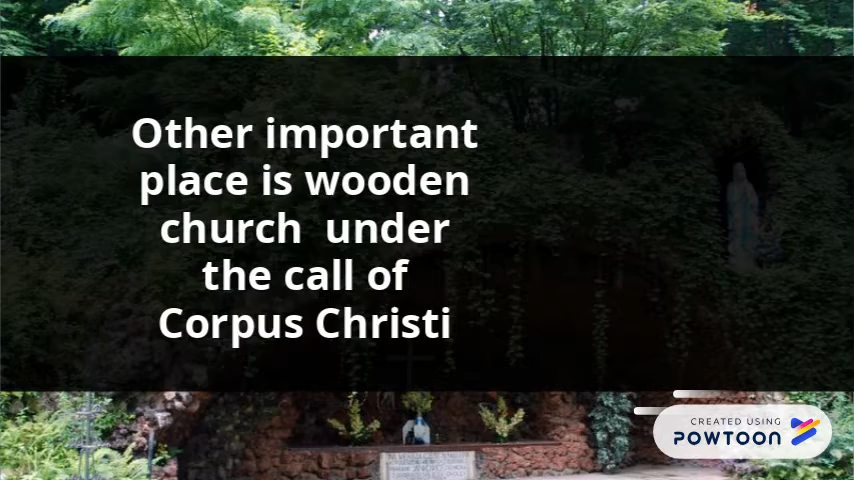 Other important
place is wooden
church  under
the call of
Corpus Christi
CREATED USING
POWTOON